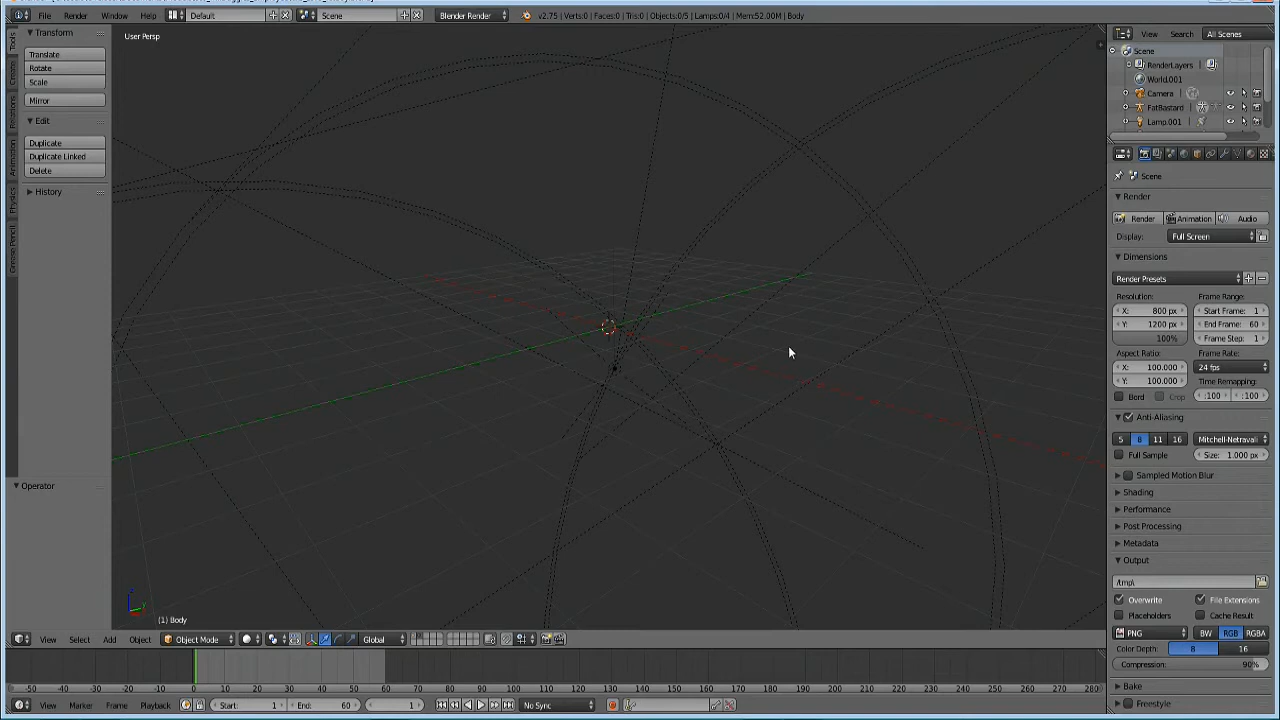 File Render Window Help Default Scene Blender Render v2.75 | Verts:0 | Faces:0 | Tris:0 | Objects:0/5 | Lamps:0/4 | Mem:52.00M | Body
Tools
Create
Relations
Animation
Physics
Grease Pencil
Transform
Translate
Rotate
Scale
Mirror
Edit
Duplicate
Duplicate Linked
Delete
History
Operator
User Persp
(1) Body
View Select Add Object Object Mode Global
-50 -40 -30 -20 -10 0 10 20 30 40 50 60 70 80 90 100 110 120 130 140 150 160 170 180 190 200 210 220 230 240 250 260 270 280
View Marker Frame Playback Start: 1 End: 60 1 No Sync
View Search All Scenes
Scene
RenderLayers
World.001
Camera
FatBastard
Lamp.001
Scene
Render
Render Animation Audio
Display: Full Screen
Dimensions
Render Presets
Resolution: Frame Range:
X: 800 px Start Frame: 1
Y: 1200 px End Frame: 60
100% Frame Step: 1
Aspect Ratio: Frame Rate:
X: 100.000 24 fps
Y: 100.000 Time Remapping:
Bord Crop :100 :100
Anti-Aliasing
5 8 11 16 Mitchell-Netravali
Full Sample Size: 1.000 px
Sampled Motion Blur
Shading
Performance
Post Processing
Metadata
Output
/tmp\
Overwrite File Extensions
Placeholders Cache Result
PNG BW RGB RGBA
Color Depth: 8 16
Compression: 90%
Bake
Freestyle